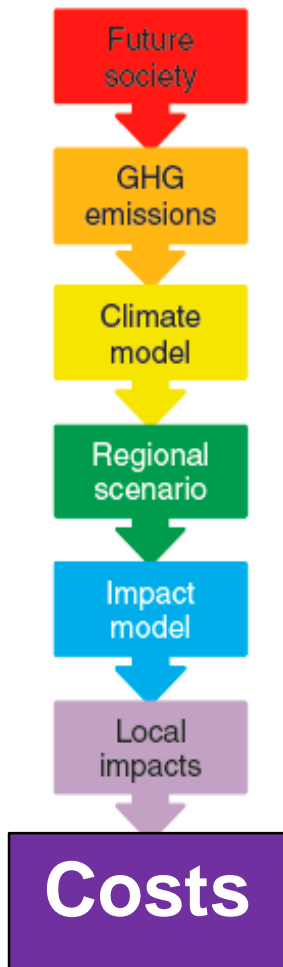 Future
society
GHG
emissions
Climate
model
Regional
scenario
Impact
model
Local
impacts
Costs